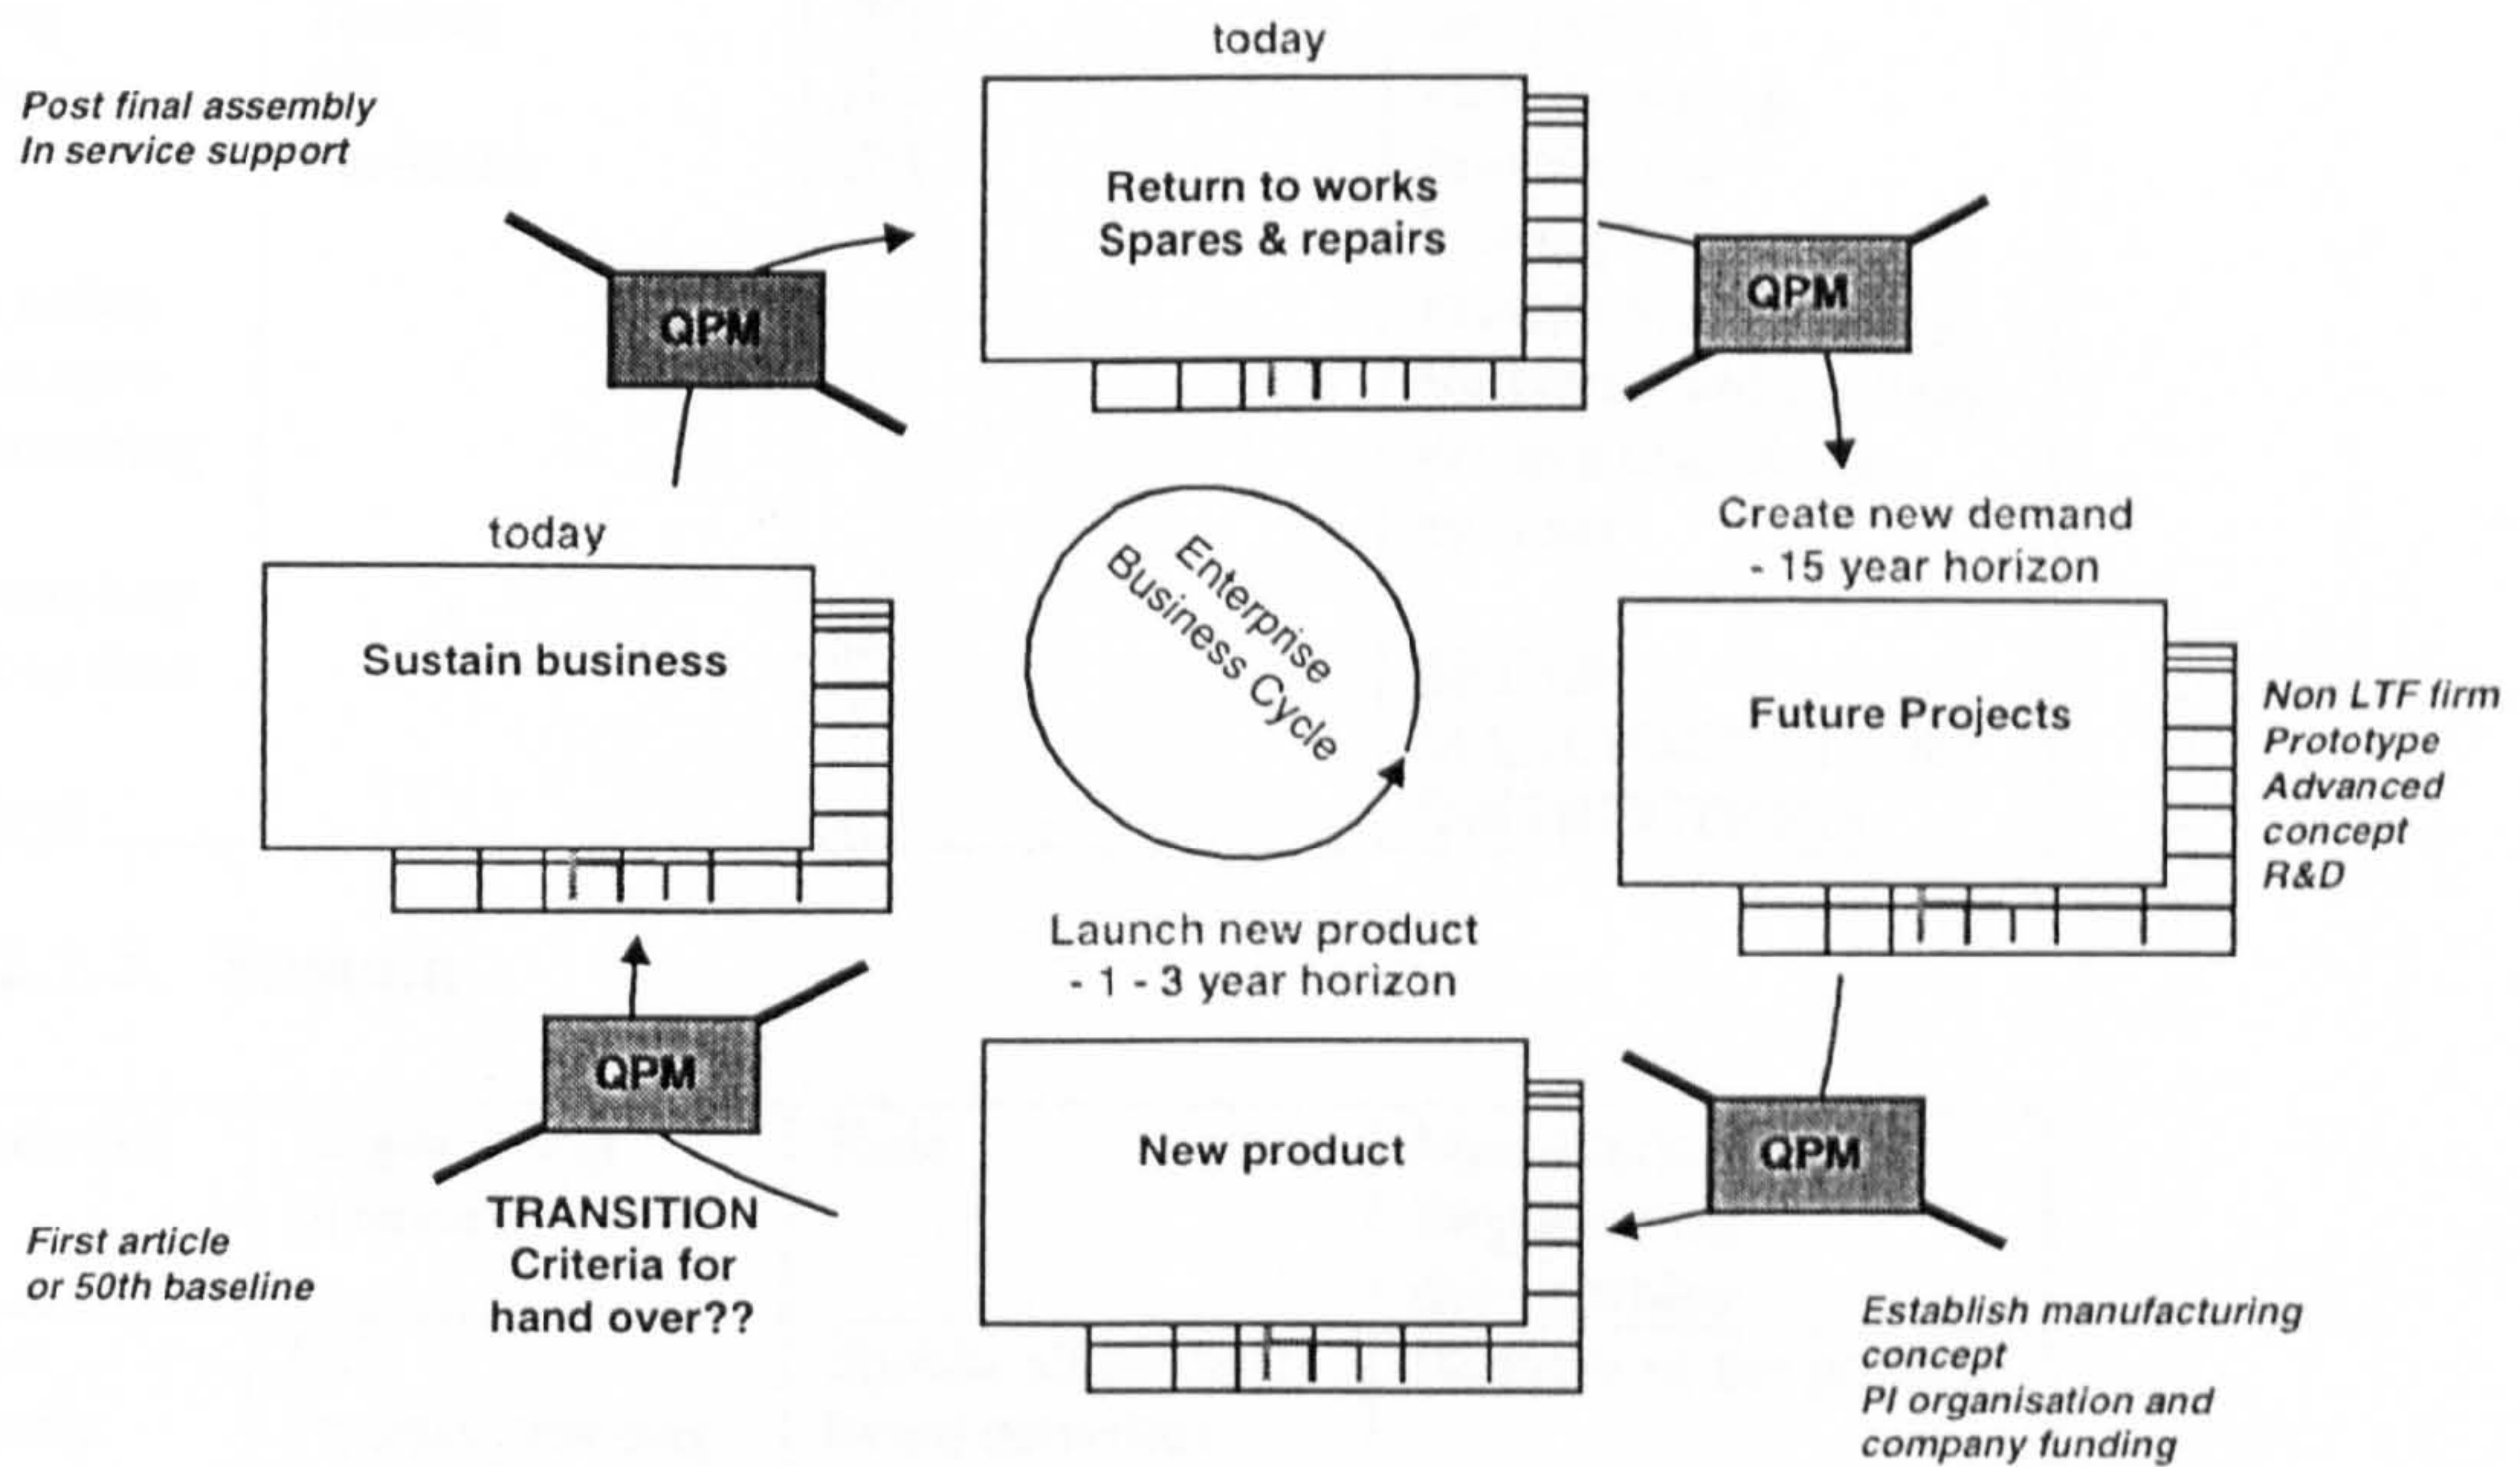 today
Post final assembly
In service support
Return to works
Spares & repairs
QPM
QPM
Create new demand
- 15 year horizon
today
Enterprise
Business Cycle
Sustain business
Future Projects
Non LTF firm
Prototype
Advanced
concept
R&D
Launch new product
- 1 - 3 year horizon
QPM
New product
QPM
TRANSITION
Criteria for
hand over??
First article
or 50th baseline
Establish manufacturing
concept
PI organisation and
company funding